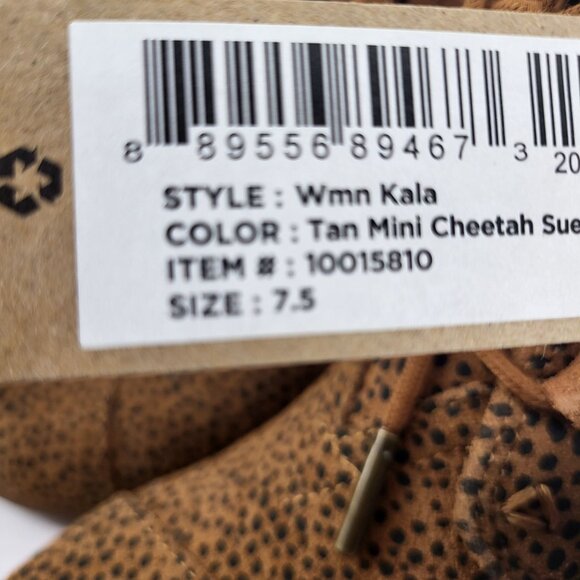 8 89556 89467 3 20
STYLE : Wmn Kala
COLOR : Tan Mini Cheetah Sue
ITEM # : 10015810
SIZE : 7.5